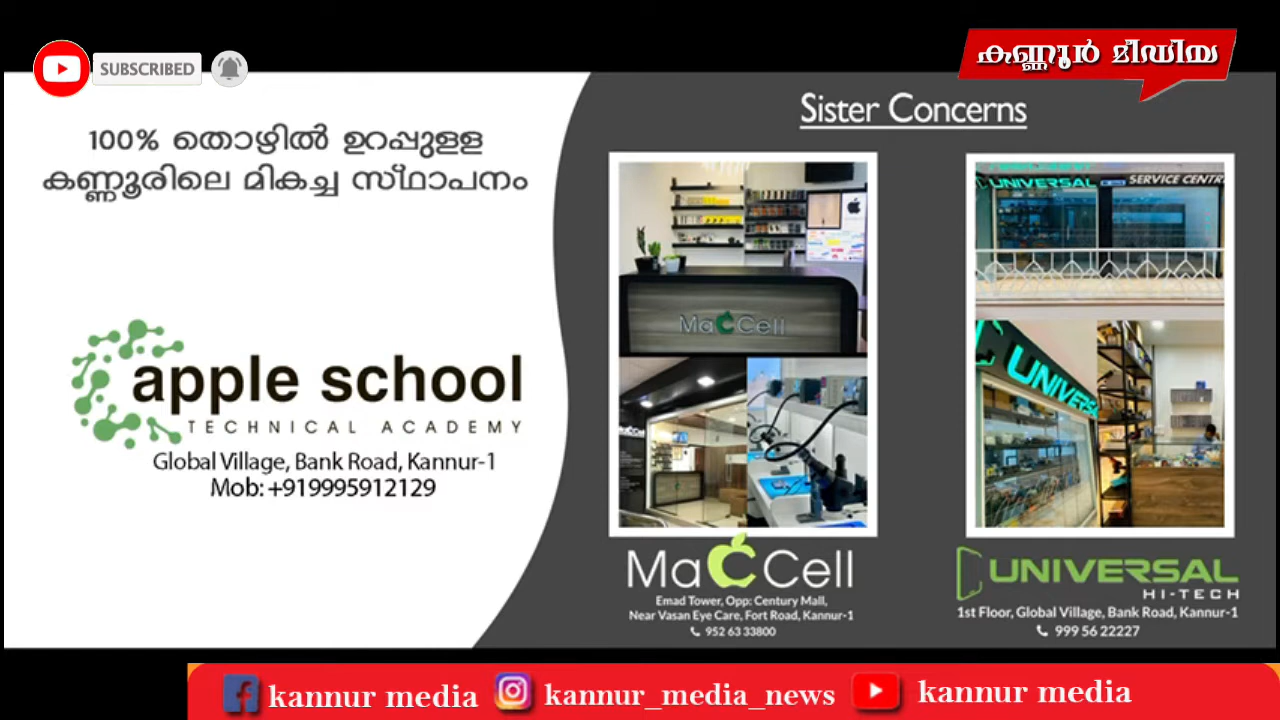 SUBSCRIBED
കണ്ണൂർ മീഡിയ
100% തൊഴിൽ ഉറപ്പുളള
കണ്ണൂരിലെ മികച്ച സ്ഥാപനം
apple school
TECHNICAL ACADEMY
Global Village, Bank Road, Kannur-1
Mob: +919995912129
Sister Concerns
MacCell
UNIVERSAL
SERVICE CENTR
UNIVERSAL
MacCell
Emad Tower, Opp: Century Mall,
Near Vasan Eye Care, Fort Road, Kannur-1
952 63 33800
UNIVERSAL
HI-TECH
1st Floor, Global Village, Bank Road, Kannur-1
999 56 22227
kannur media
kannur_media_news
kannur media